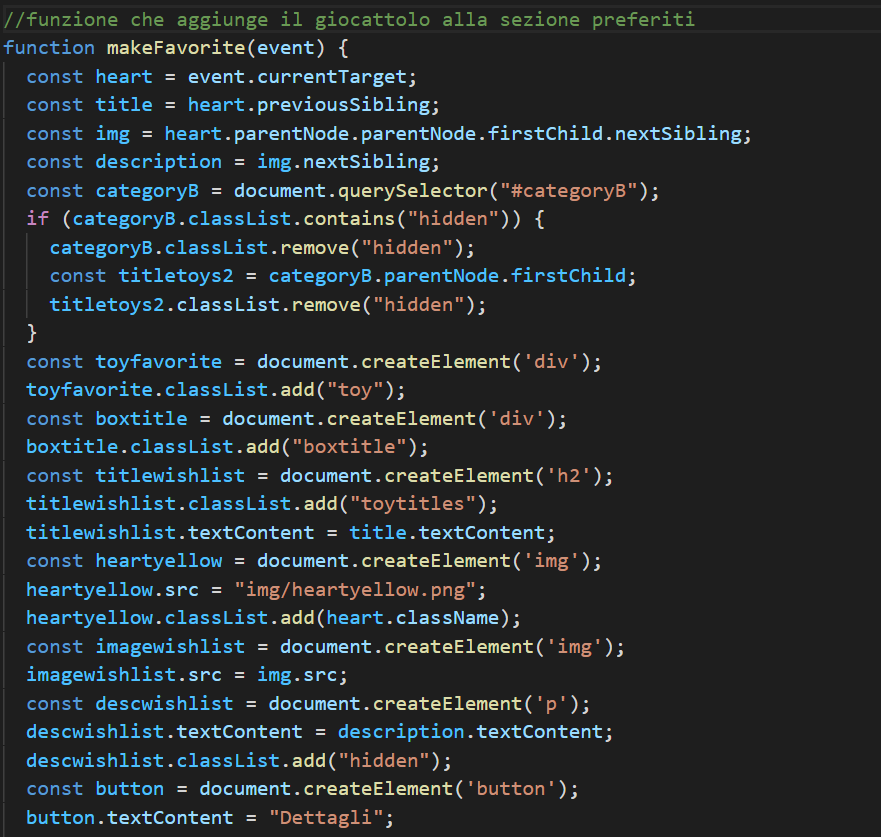 //funzione che aggiunge il giocattolo alla sezione preferiti
function makeFavorite(event) {
  const heart = event.currentTarget;
  const title = heart.previousSibling;
  const img = heart.parentNode.parentNode.firstChild.nextSibling;
  const description = img.nextSibling;
  const categoryB = document.querySelector("#categoryB");
  if (categoryB.classList.contains("hidden")) {
    categoryB.classList.remove("hidden");
    const titletoys2 = categoryB.parentNode.firstChild;
    titletoys2.classList.remove("hidden");
  }
  const toyfavorite = document.createElement('div');
  toyfavorite.classList.add("toy");
  const boxtitle = document.createElement('div');
  boxtitle.classList.add("boxtitle");
  const titlewishlist = document.createElement('h2');
  titlewishlist.classList.add("toytitles");
  titlewishlist.textContent = title.textContent;
  const heartyellow = document.createElement('img');
  heartyellow.src = "img/heartyellow.png";
  heartyellow.classList.add(heart.className);
  const imagewishlist = document.createElement('img');
  imagewishlist.src = img.src;
  const descwishlist = document.createElement('p');
  descwishlist.textContent = description.textContent;
  descwishlist.classList.add("hidden");
  const button = document.createElement('button');
  button.textContent = "Dettagli";